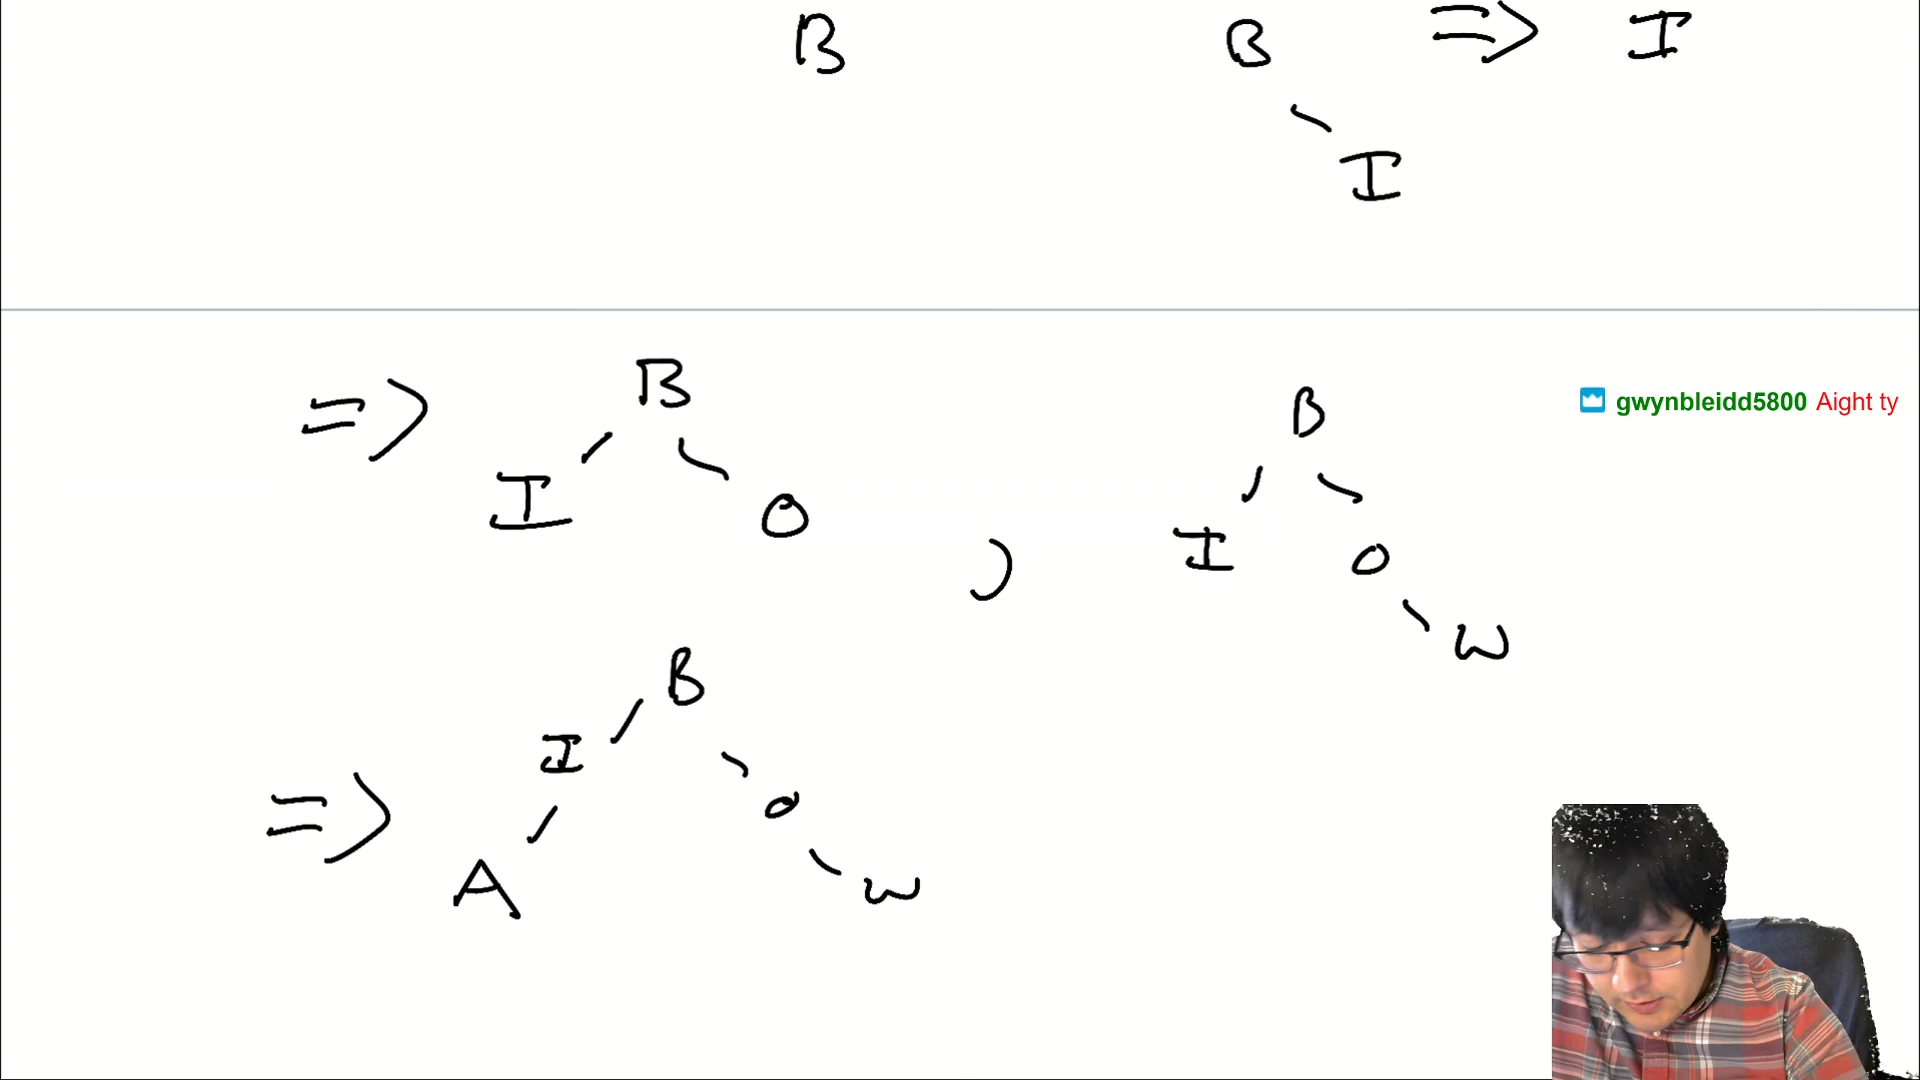 B B => I
I
=> B B
gwynbleidd5800 Aight ty
I O , I O
W
B
I O
=> A W